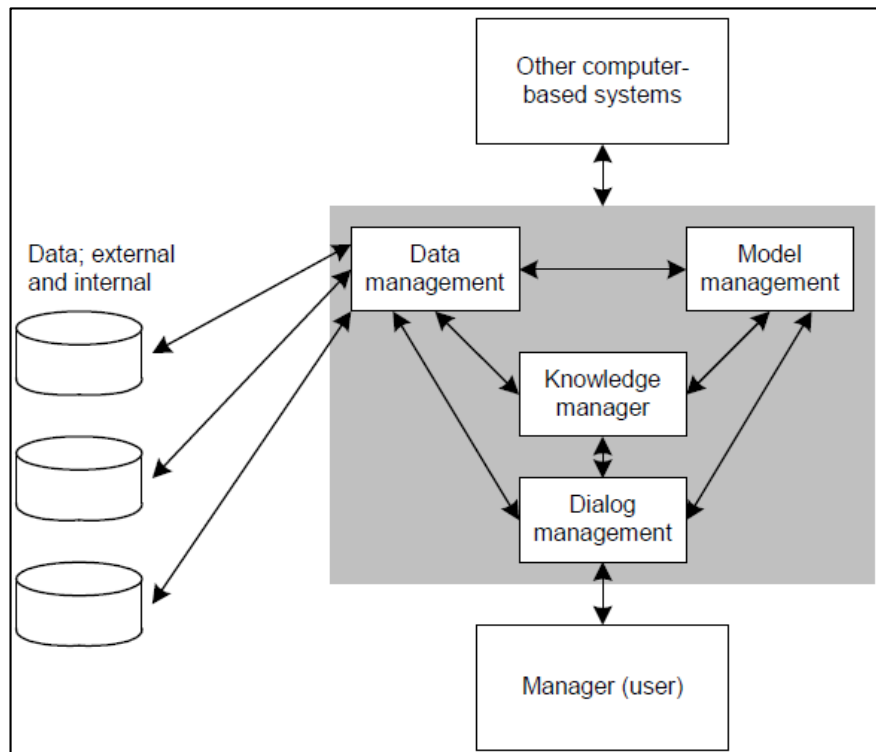 Other computer-
based systems
Data; external
and internal
Data
management
Model
management
Knowledge
manager
Dialog
management
Manager (user)